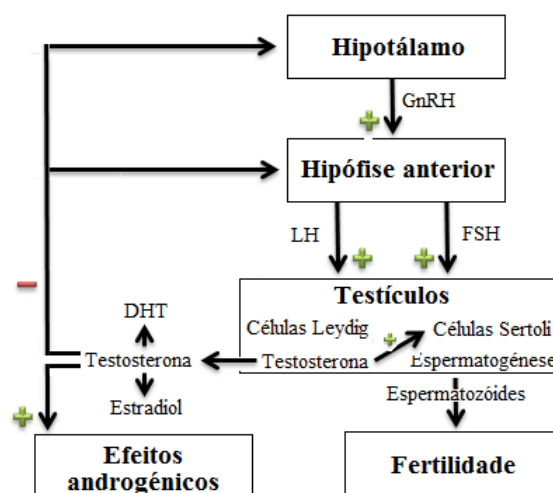 Hipotálamo
GnRH
Hipófise anterior
LH
FSH
Testículos
Células Leydig
Células Sertoli
DHT
Testosterona
Testosterona
Espermatogénese
Estradiol
Espermatozóides
Efeitos
androgénicos
Fertilidade